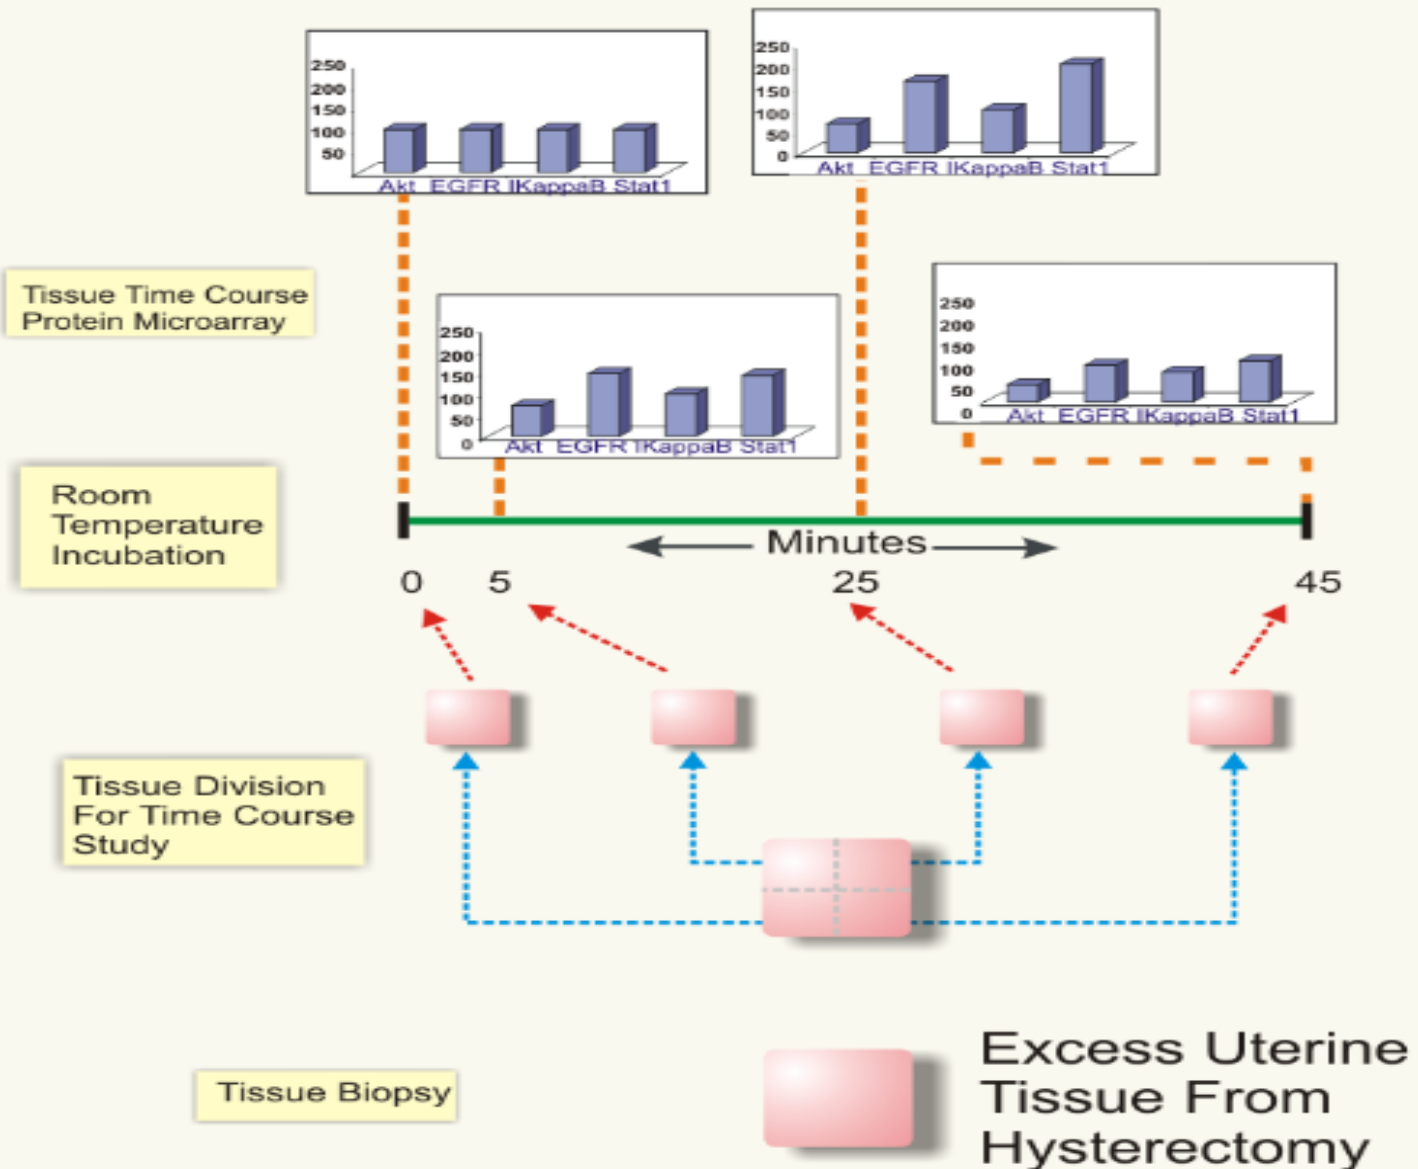 250
200
150
100
50
Akt EGFR IKappaB Stat1
250
200
150
100
50
0
Akt EGFR IKappaB Stat1
Tissue Time Course
Protein Microarray
250
200
150
100
50
0
Akt EGFR IKappaB Stat1
250
200
150
100
50
0
Akt EGFR IKappaB Stat1
Room
Temperature
Incubation
Minutes
0 5 25 45
Tissue Division
For Time Course
Study
Tissue Biopsy
Excess Uterine
Tissue From
Hysterectomy